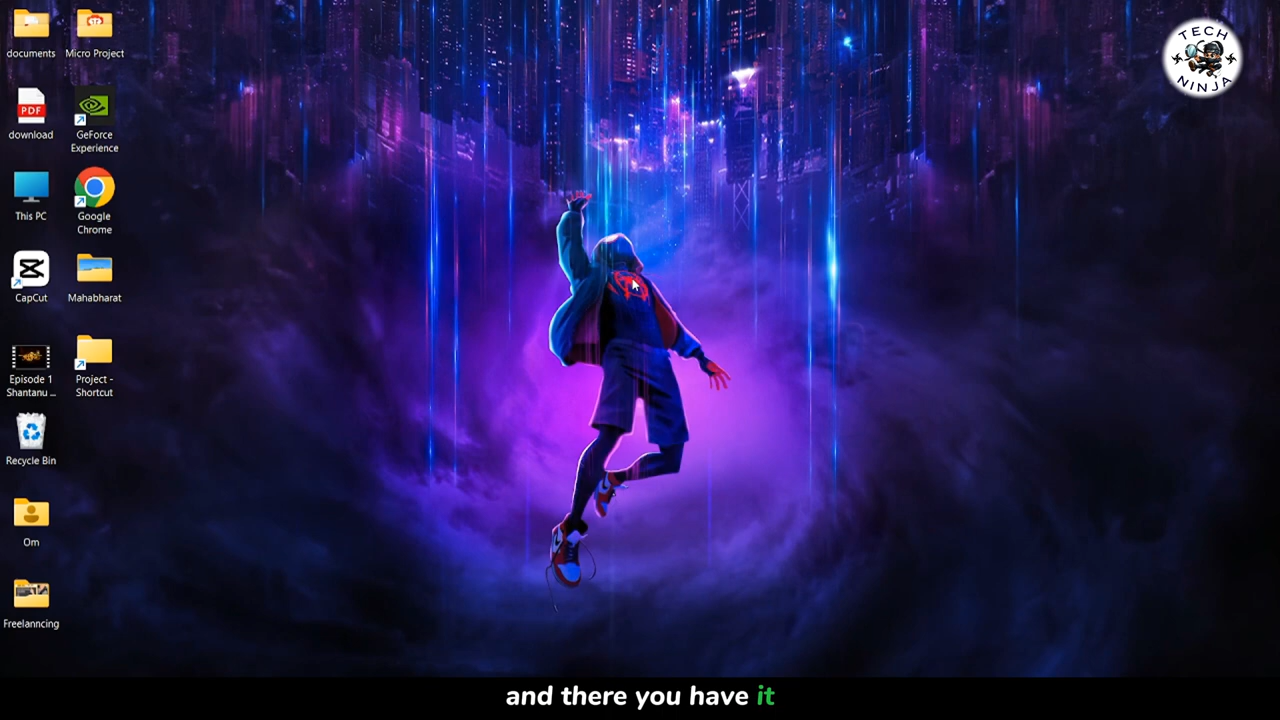 documents
Micro Project
PDF
download
GeForce
Experience
This PC
Google
Chrome
CapCut
Mahabharat
Episode 1
Shantanu ...
Project -
Shortcut
Recycle Bin
Om
Freelanncing
TECH
NINJA
and there you have it